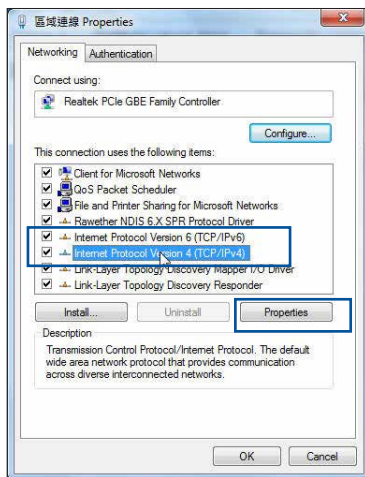 區域連線 Properties
Networking
Authentication
Connect using:
Realtek PCIe GBE Family Controller
Configure...
This connection uses the following items:
Client for Microsoft Networks
QoS Packet Scheduler
File and Printer Sharing for Microsoft Networks
Rawether NDIS 6.X SPR Protocol Driver
Internet Protocol Version 6 (TCP/IPv6)
Internet Protocol Version 4 (TCP/IPv4)
Link-Layer Topology Discovery Mapper I/O Driver
Link-Layer Topology Discovery Responder
Install...
Uninstall
Properties
Description
Transmission Control Protocol/Internet Protocol. The default
wide area network protocol that provides communication
across diverse interconnected networks.
OK
Cancel